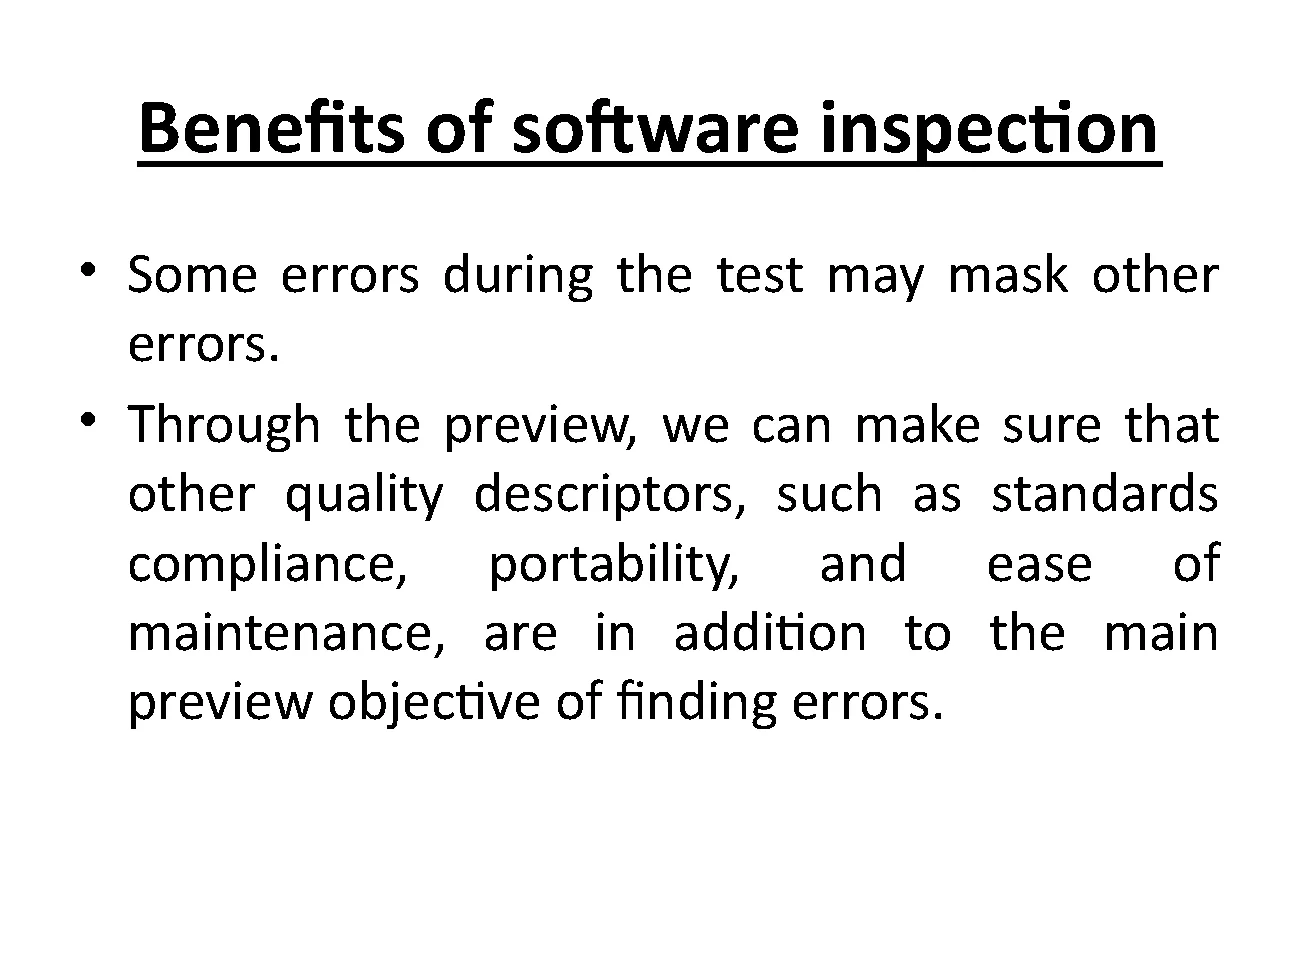 Benefits of software inspection
• Some errors during the test may mask other
errors.
• Through the preview, we can make sure that
other quality descriptors, such as standards
compliance, portability, and ease of
maintenance, are in addition to the main
preview objective of finding errors.